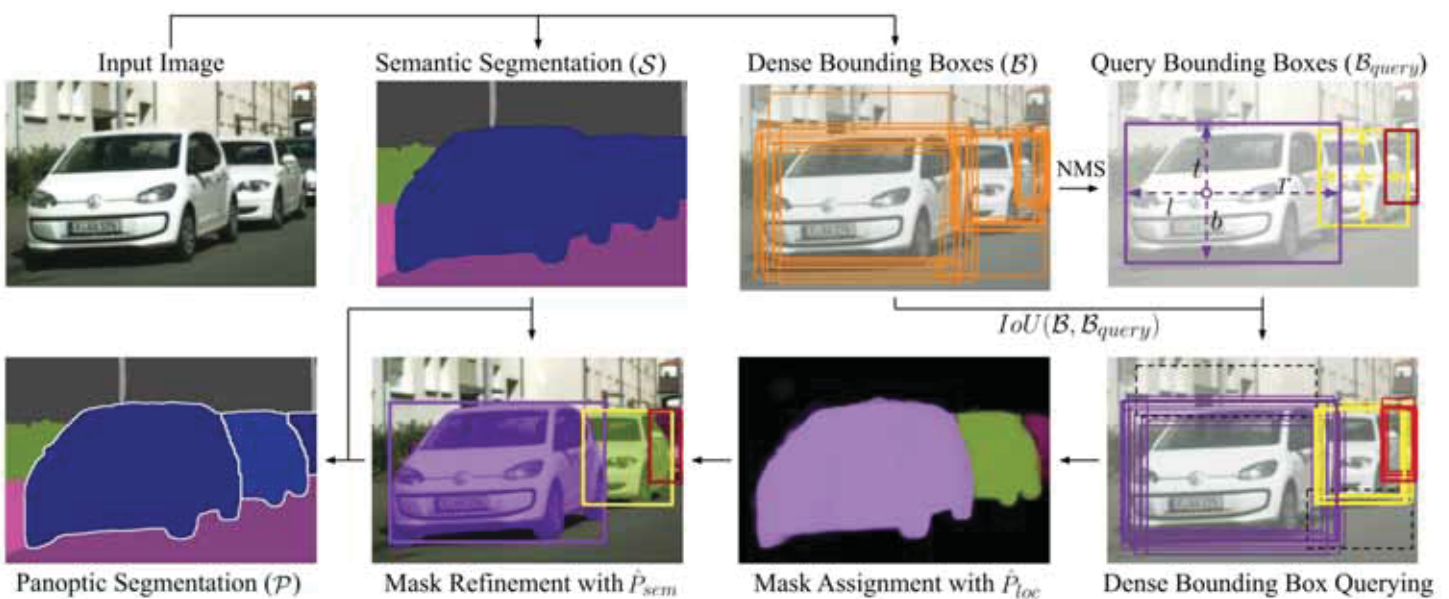 Input Image
Semantic Segmentation (𝒮)
Dense Bounding Boxes (ℬ)
Query Bounding Boxes (ℬ_query)
NMS
t
r
l
b
IoU(ℬ, ℬ_query)
Panoptic Segmentation (𝒫)
Mask Refinement with P̂_sem
Mask Assignment with P̂_loc
Dense Bounding Box Querying